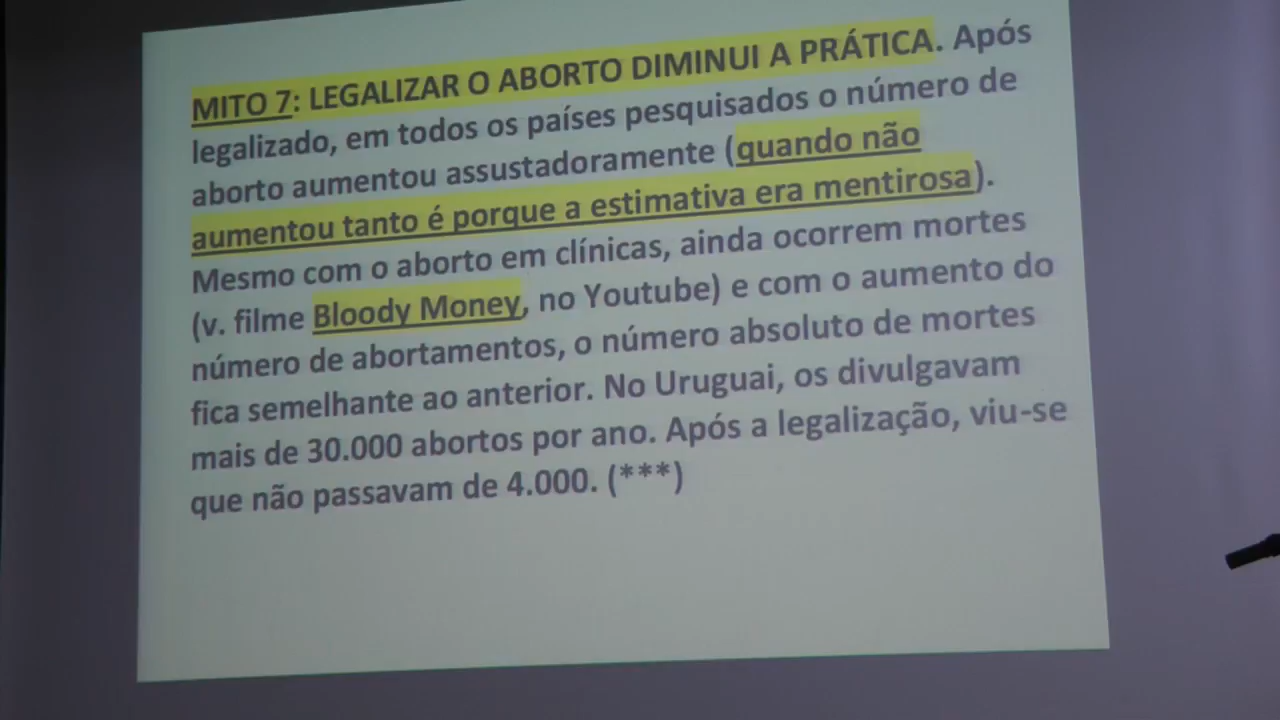 MITO 7: LEGALIZAR O ABORTO DIMINUI A PRÁTICA. Após
legalizado, em todos os países pesquisados o número de
aborto aumentou assustadoramente (quando não
aumentou tanto é porque a estimativa era mentirosa).
Mesmo com o aborto em clínicas, ainda ocorrem mortes
(v. filme Bloody Money, no Youtube) e com o aumento do
número de abortamentos, o número absoluto de mortes
fica semelhante ao anterior. No Uruguai, os divulgavam
mais de 30.000 abortos por ano. Após a legalização, viu-se
que não passavam de 4.000. (***)